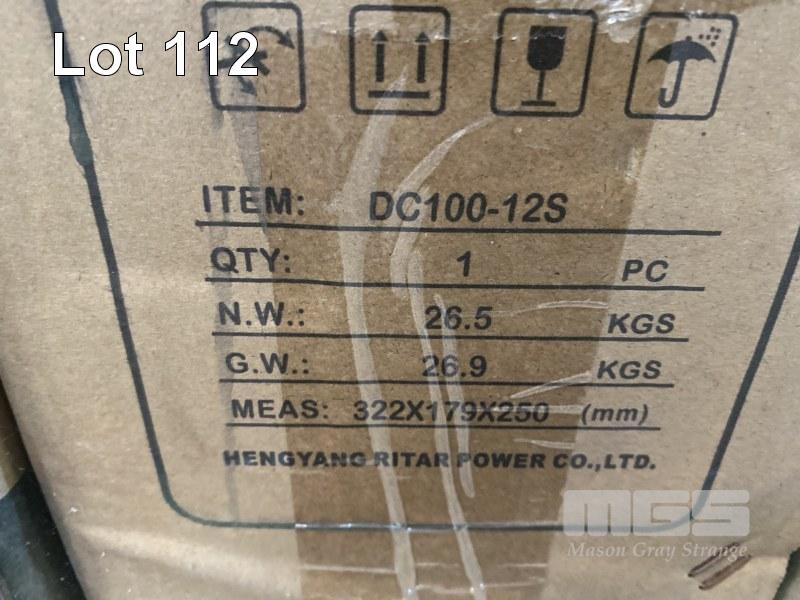 Lot 112
ITEM: DC100-12S
QTY: 1 PC
N.W.: 26.5 KGS
G.W.: 26.9 KGS
MEAS: 322X179X250 (mm)
HENGYANG RITAR POWER CO.,LTD.
MGS
Mason Gray Strange